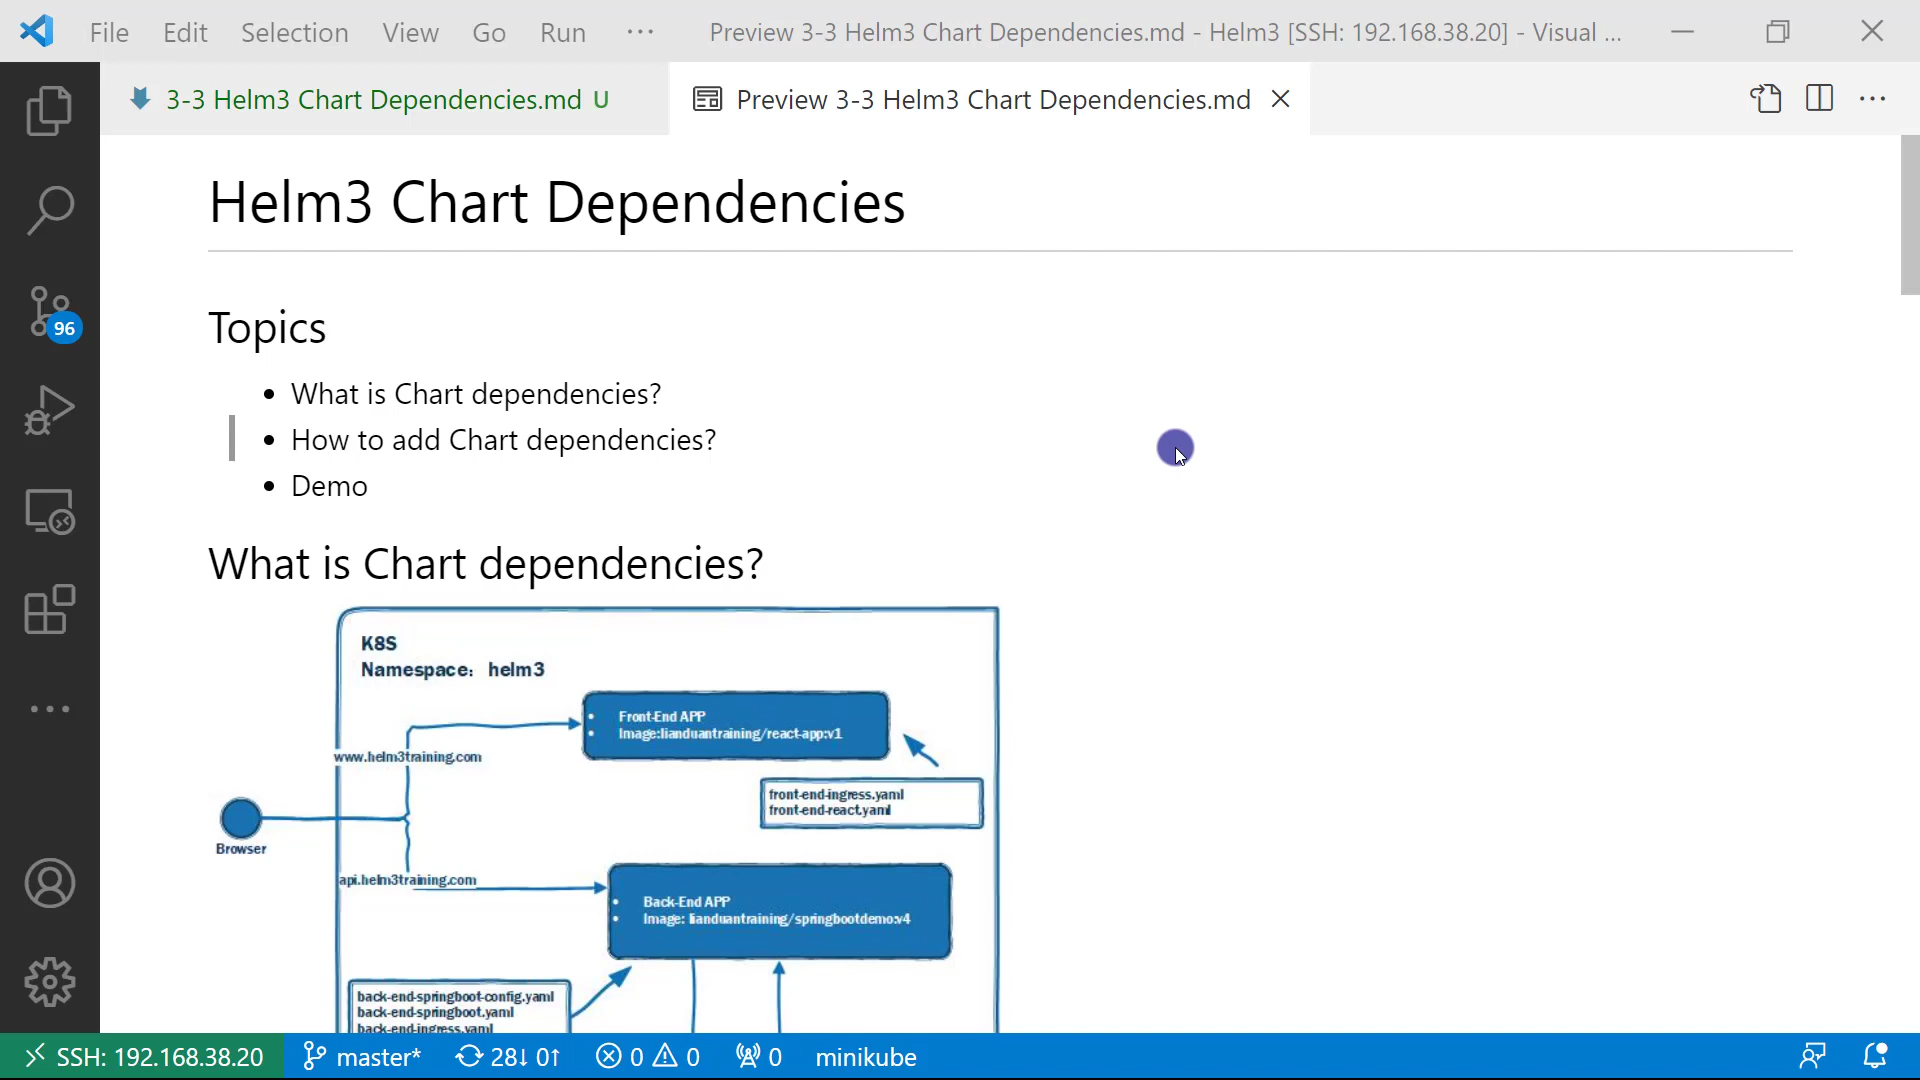 File Edit Selection View Go Run ··· Preview 3-3 Helm3 Chart Dependencies.md - Helm3 [SSH: 192.168.38.20] - Visual ...
3-3 Helm3 Chart Dependencies.md U Preview 3-3 Helm3 Chart Dependencies.md
Helm3 Chart Dependencies
Topics
• What is Chart dependencies?
• How to add Chart dependencies?
• Demo
96
What is Chart dependencies?
K8S
Namespace: helm3
• Front-End APP
• Image:lianduantraining/react-app:v1
www.helm3training.com
front-end-ingress.yaml
front-end-react.yaml
Browser
api.helm3training.com
• Back-End APP
• Image: lianduantraining/springbootdemo:v4
back-end-springboot-config.yaml
back-end-springboot.yaml
back-end-ingress.yaml
SSH: 192.168.38.20 master* 28↓ 0↑ 0 0 0 minikube